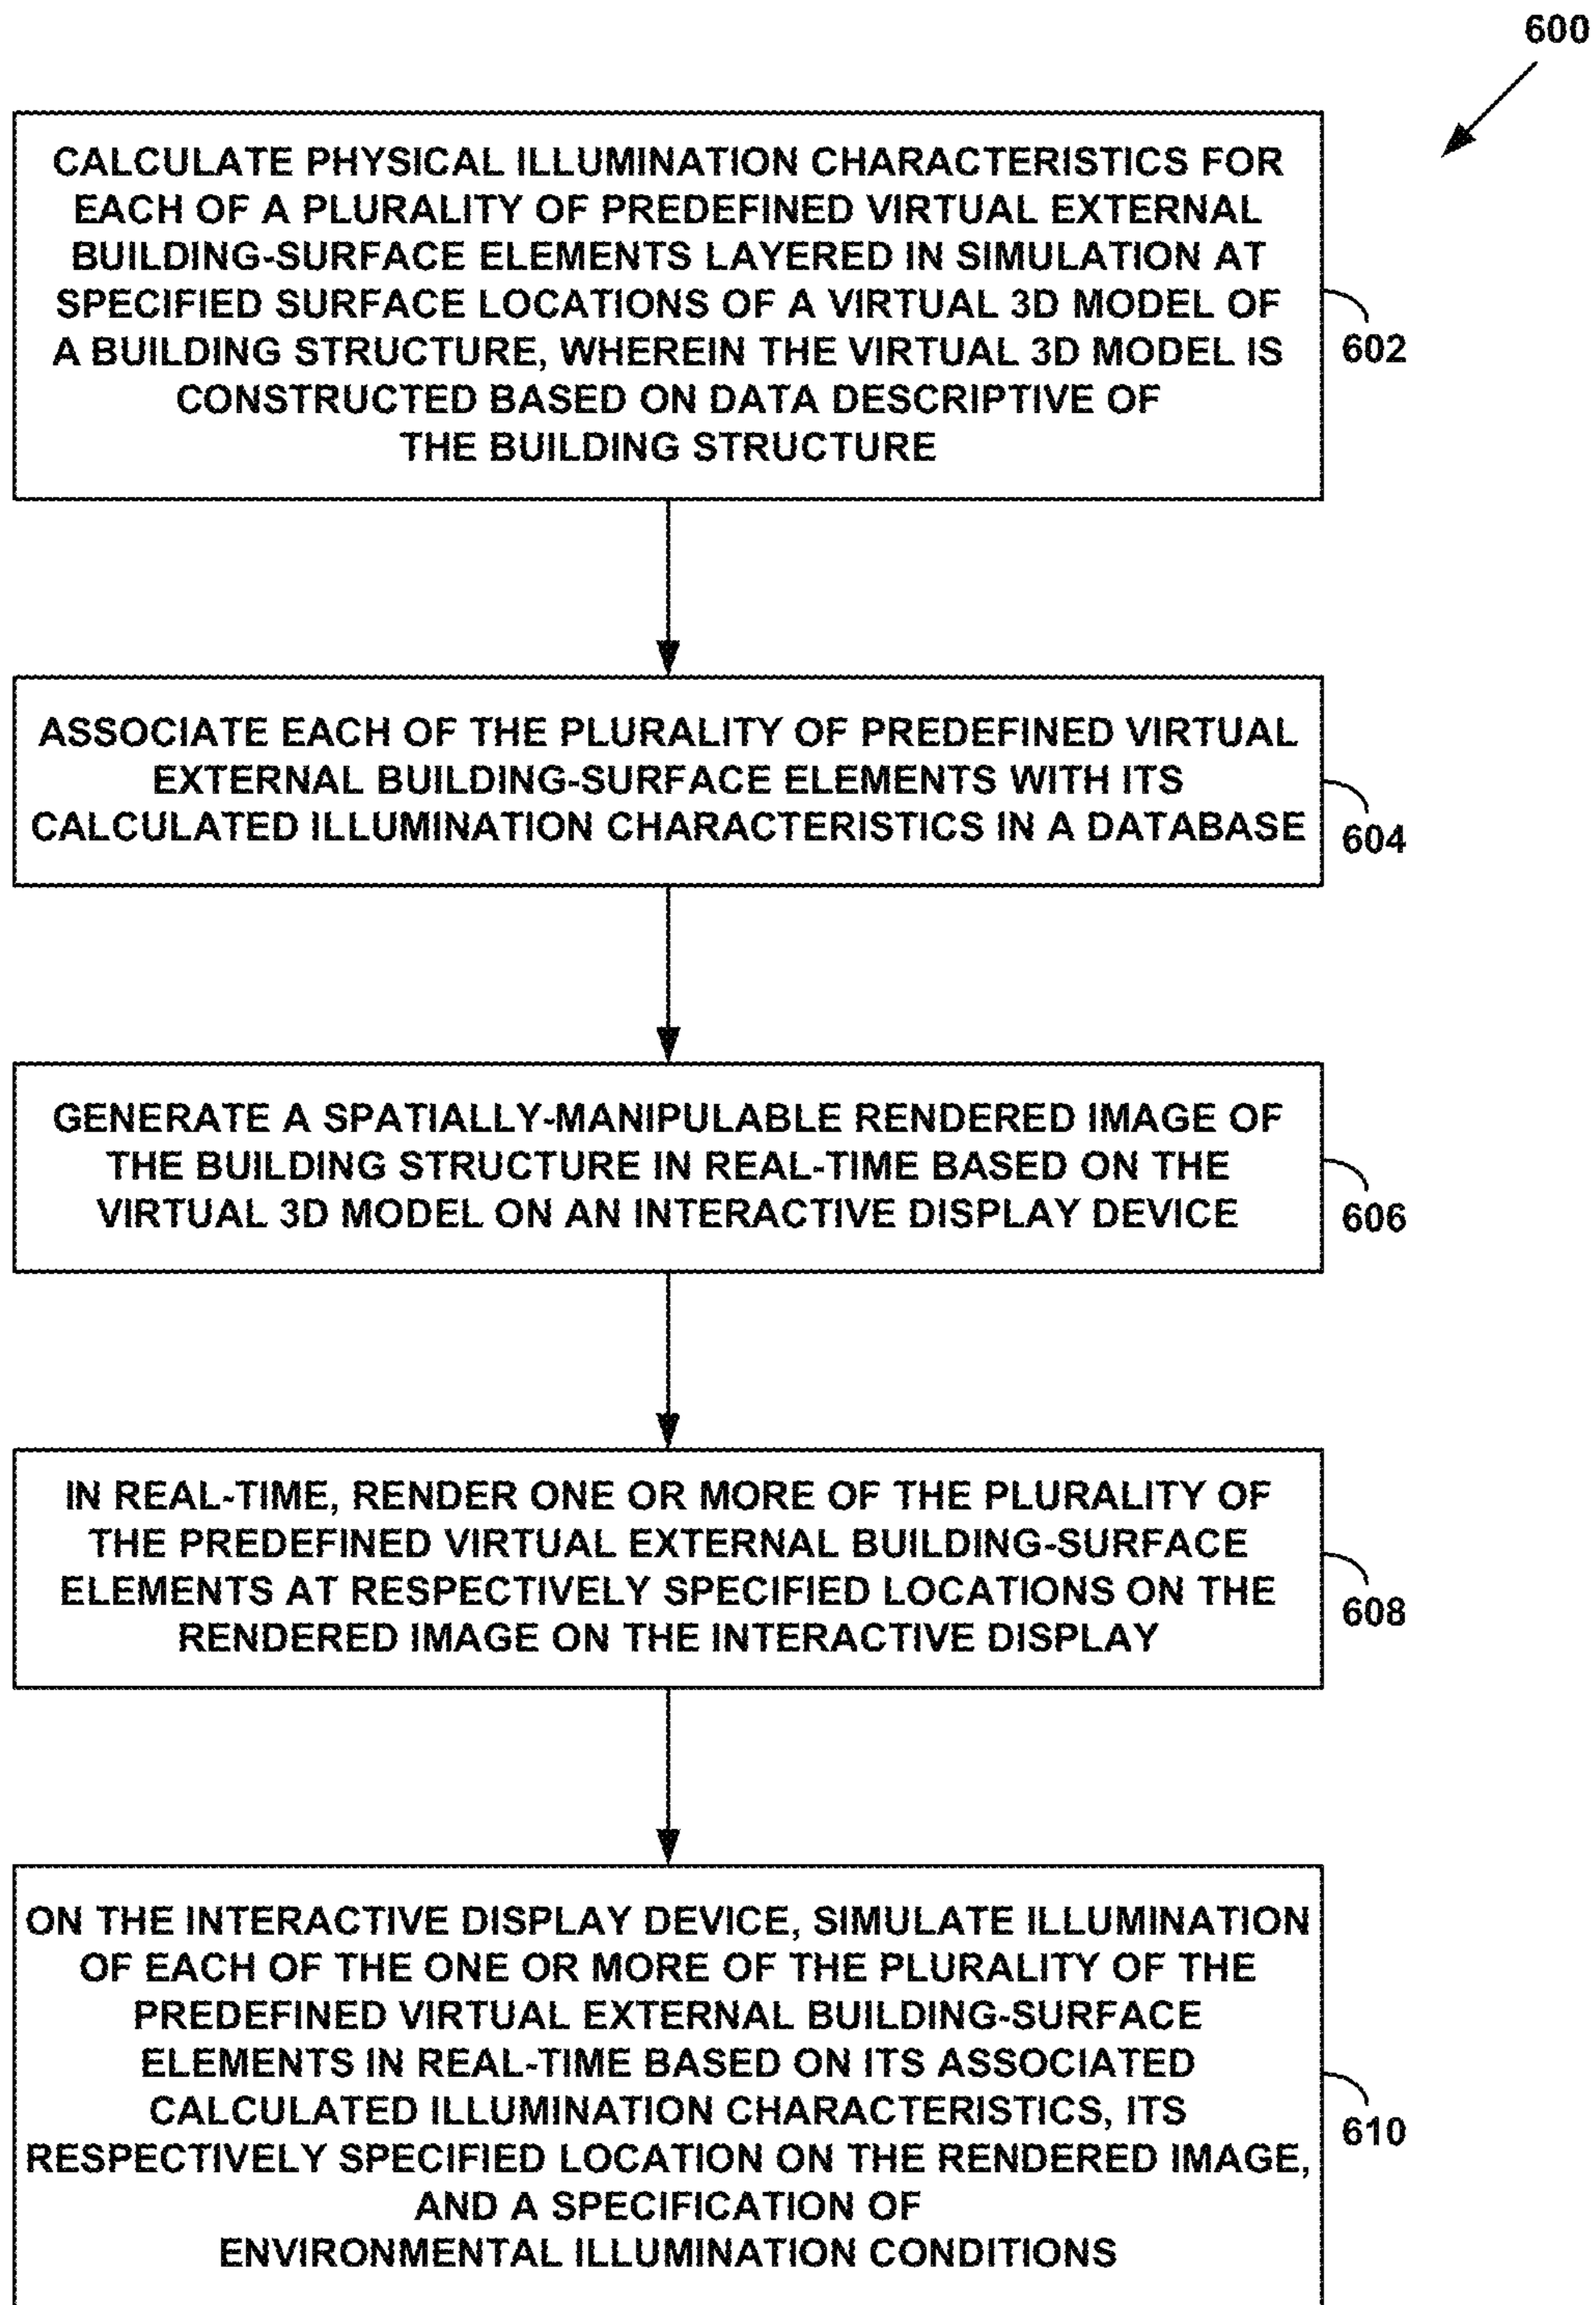 600
CALCULATE PHYSICAL ILLUMINATION CHARACTERISTICS FOR
EACH OF A PLURALITY OF PREDEFINED VIRTUAL EXTERNAL
BUILDING-SURFACE ELEMENTS LAYERED IN SIMULATION AT
SPECIFIED SURFACE LOCATIONS OF A VIRTUAL 3D MODEL OF
A BUILDING STRUCTURE, WHEREIN THE VIRTUAL 3D MODEL IS
CONSTRUCTED BASED ON DATA DESCRIPTIVE OF
THE BUILDING STRUCTURE
602
ASSOCIATE EACH OF THE PLURALITY OF PREDEFINED VIRTUAL
EXTERNAL BUILDING-SURFACE ELEMENTS WITH ITS
CALCULATED ILLUMINATION CHARACTERISTICS IN A DATABASE
604
GENERATE A SPATIALLY-MANIPULABLE RENDERED IMAGE OF
THE BUILDING STRUCTURE IN REAL-TIME BASED ON THE
VIRTUAL 3D MODEL ON AN INTERACTIVE DISPLAY DEVICE
606
IN REAL-TIME, RENDER ONE OR MORE OF THE PLURALITY OF
THE PREDEFINED VIRTUAL EXTERNAL BUILDING-SURFACE
ELEMENTS AT RESPECTIVELY SPECIFIED LOCATIONS ON THE
RENDERED IMAGE ON THE INTERACTIVE DISPLAY
608
ON THE INTERACTIVE DISPLAY DEVICE, SIMULATE ILLUMINATION
OF EACH OF THE ONE OR MORE OF THE PLURALITY OF THE
PREDEFINED VIRTUAL EXTERNAL BUILDING-SURFACE
ELEMENTS IN REAL-TIME BASED ON ITS ASSOCIATED
CALCULATED ILLUMINATION CHARACTERISTICS, ITS
RESPECTIVELY SPECIFIED LOCATION ON THE RENDERED IMAGE,
AND A SPECIFICATION OF
ENVIRONMENTAL ILLUMINATION CONDITIONS
610